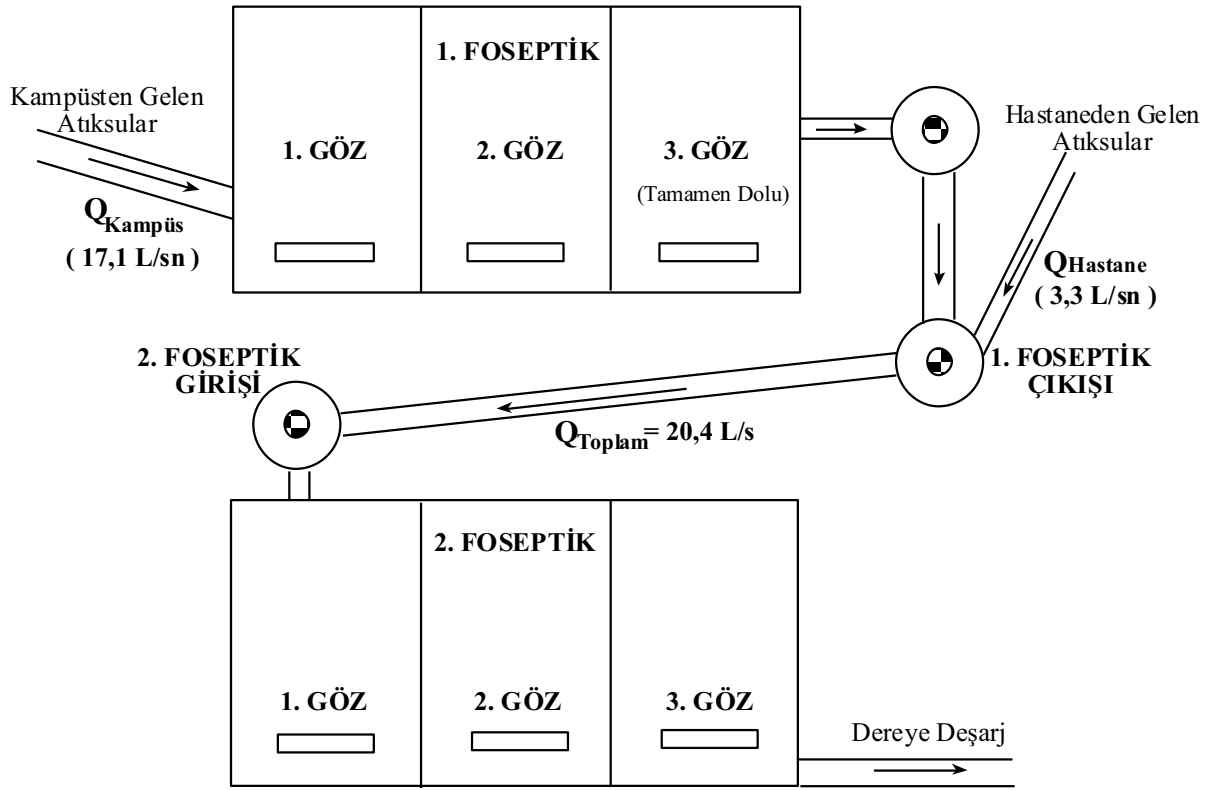 1. FOSEPTİK
Kampüsten Gelen
Atıksular
Hastaneden Gelen
Atıksular
1. GÖZ
2. GÖZ
3. GÖZ
(Tamamen Dolu)
QKampüs
( 17,1 L/sn )
QHastane
( 3,3 L/sn )
2. FOSEPTİK
GİRİŞİ
1. FOSEPTİK
ÇIKIŞI
QToplam= 20,4 L/s
2. FOSEPTİK
1. GÖZ
2. GÖZ
3. GÖZ
Dereye Deşarj